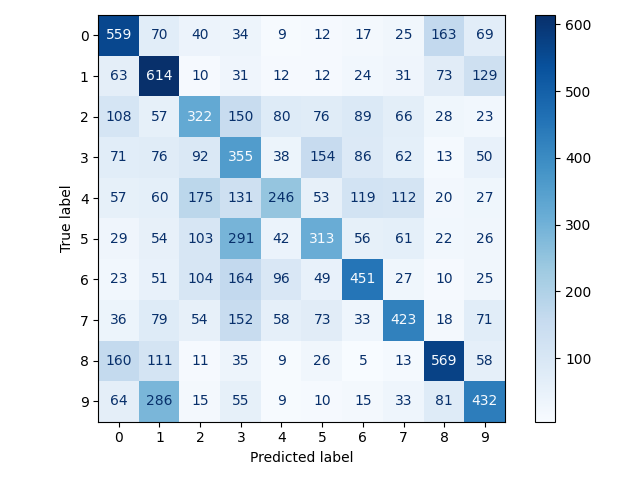 0 559 70 40 34 9 12 17 25 163 69
1 63 614 10 31 12 12 24 31 73 129
2 108 57 322 150 80 76 89 66 28 23
3 71 76 92 355 38 154 86 62 13 50
4 57 60 175 131 246 53 119 112 20 27
5 29 54 103 291 42 313 56 61 22 26
6 23 51 104 164 96 49 451 27 10 25
7 36 79 54 152 58 73 33 423 18 71
8 160 111 11 35 9 26 5 13 569 58
9 64 286 15 55 9 10 15 33 81 432
0 1 2 3 4 5 6 7 8 9
Predicted label
True label
600
500
400
300
200
100